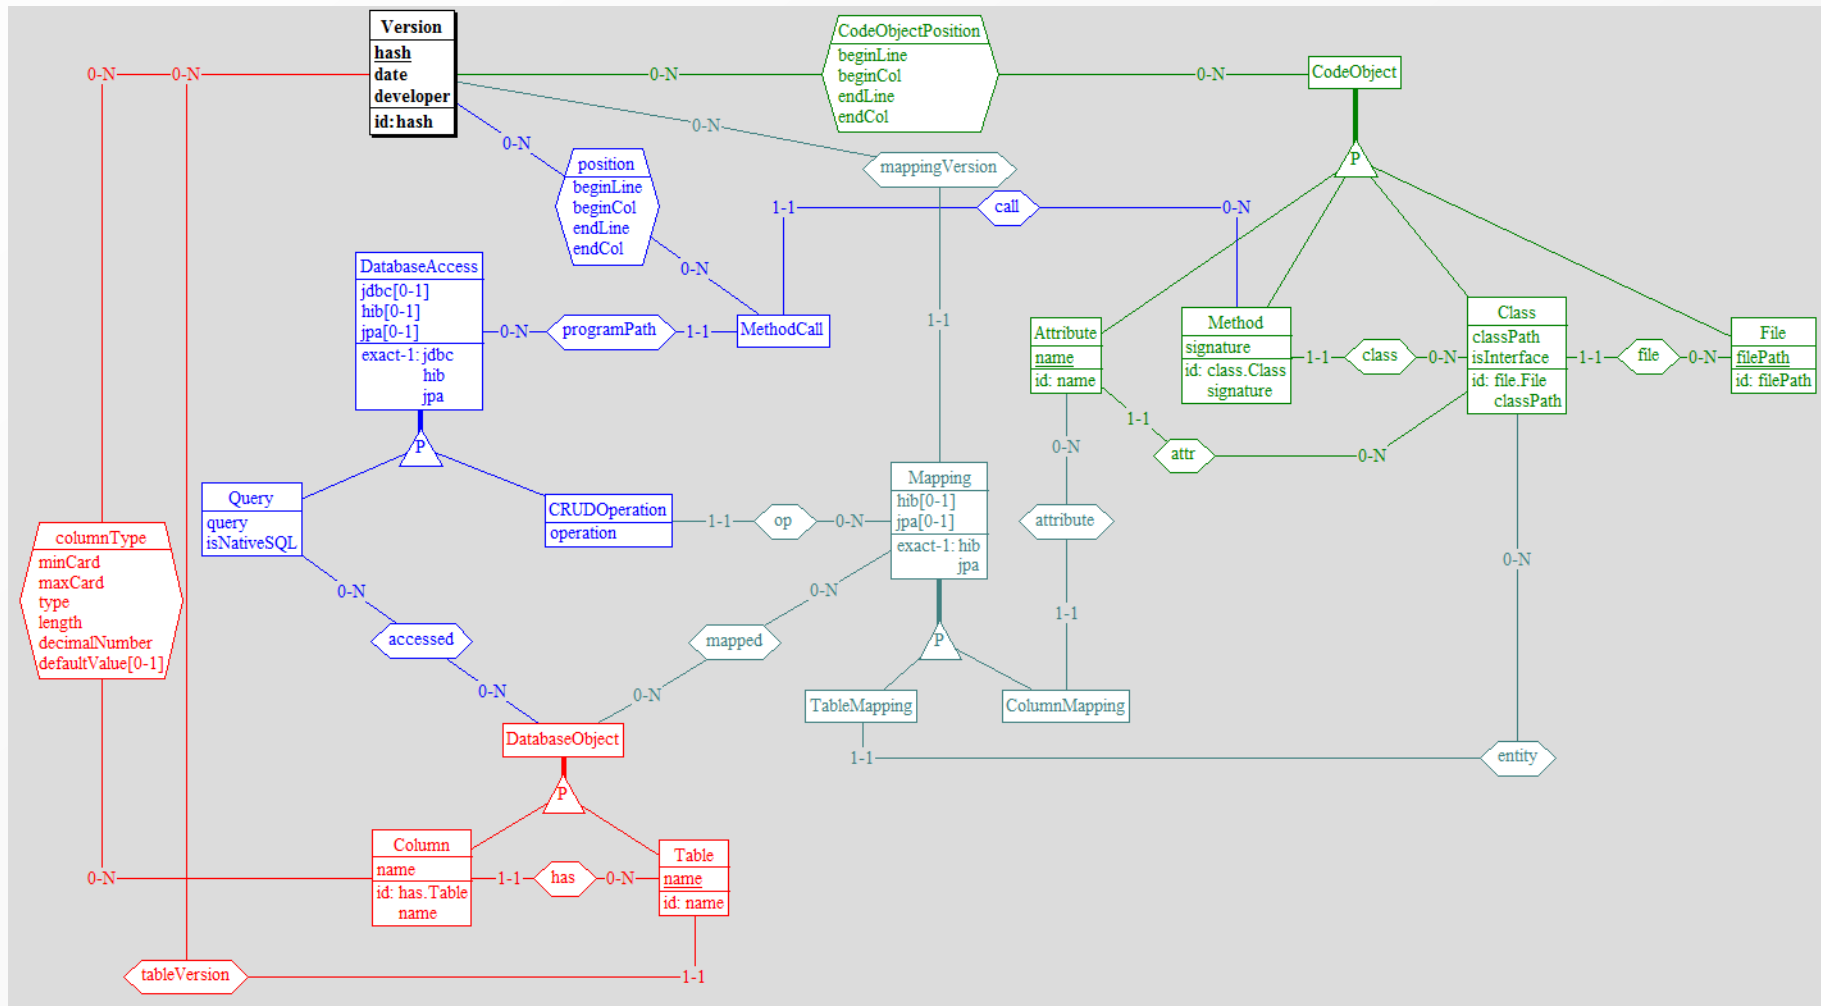 Version
hash
date
developer
id:hash
CodeObjectPosition
beginLine
beginCol
endLine
endCol
CodeObject
0-N
0-N
0-N
0-N
P
0-N
0-N
position
beginLine
beginCol
endLine
endCol
mappingVersion
1-1
call
0-N
0-N
DatabaseAccess
jdbc[0-1]
hib[0-1]
jpa[0-1]
exact-1: jdbc
hib
jpa
0-N
programPath
1-1
MethodCall
1-1
Attribute
name
id: name
Method
signature
id: class.Class
signature
1-1
class
0-N
Class
classPath
isInterface
id: file.File
classPath
1-1
file
0-N
File
filePath
id: filePath
1-1
attr
0-N
P
0-N
Query
query
isNativeSQL
CRUDOperation
operation
1-1
op
0-N
Mapping
hib[0-1]
jpa[0-1]
exact-1: hib
jpa
attribute
0-N
columnType
minCard
maxCard
type
length
decimalNumber
defaultValue[0-1]
0-N
accessed
0-N
0-N
mapped
0-N
P
1-1
TableMapping
ColumnMapping
1-1
entity
DatabaseObject
P
0-N
Column
name
id: has.Table
name
1-1
has
0-N
Table
name
id: name
tableVersion
1-1